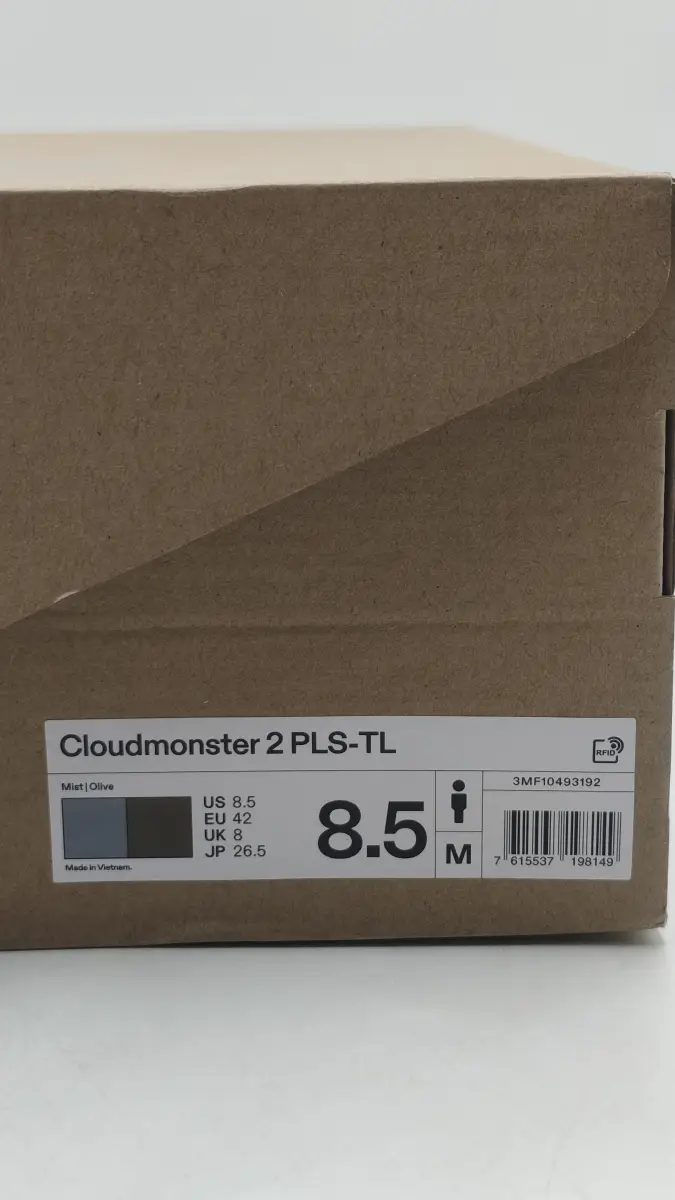 Cloudmonster 2 PLS-TL
RFID
Mist | Olive
US 8.5
EU 42
UK 8
JP 26.5
Made in Vietnam.
8.5
M
3MF10493192
7 615537 198149